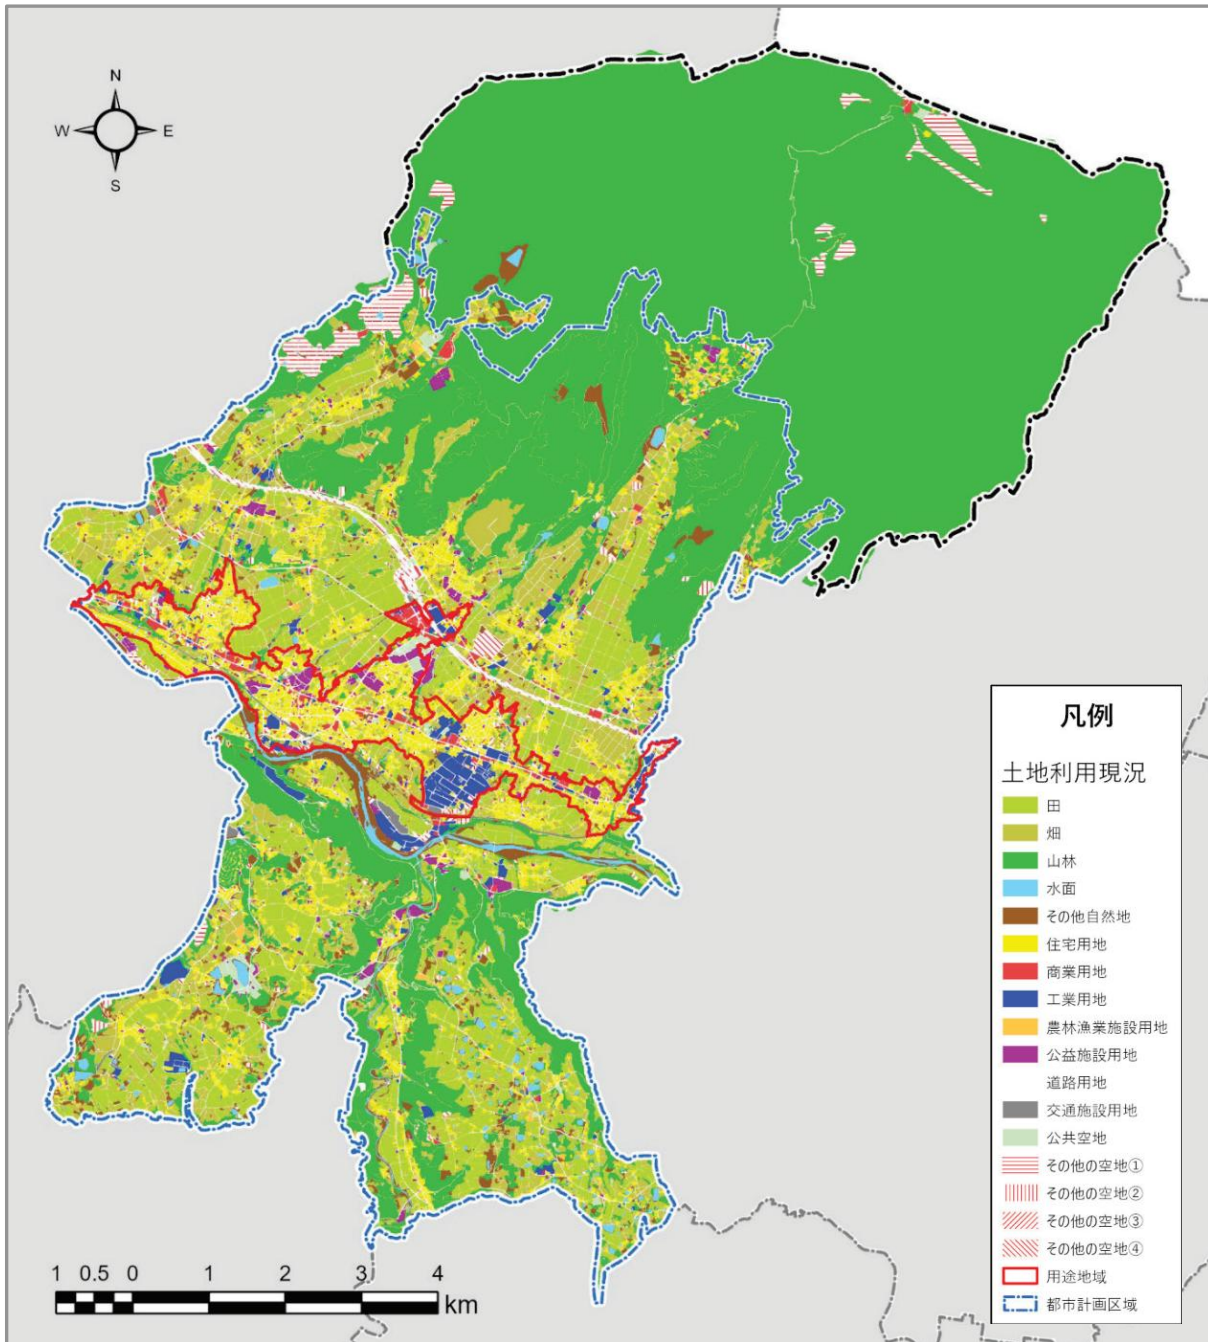 N
W E
S
凡例
土地利用現況
田
畑
山林
水面
その他自然地
住宅用地
商業用地
工業用地
農林漁業施設用地
公益施設用地
道路用地
交通施設用地
公共空地
その他の空地①
その他の空地②
その他の空地③
その他の空地④
用途地域
都市計画区域
1 0.5 0 1 2 3 4
km